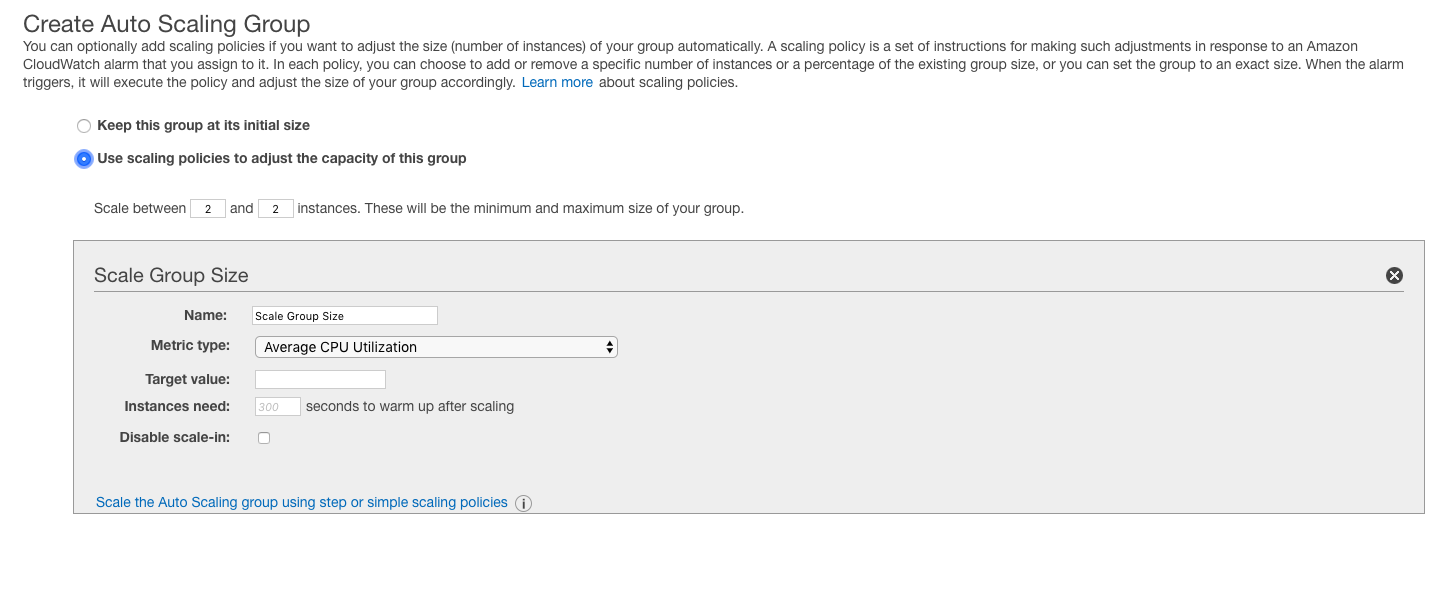 Create Auto Scaling Group
You can optionally add scaling policies if you want to adjust the size (number of instances) of your group automatically. A scaling policy is a set of instructions for making such adjustments in response to an Amazon
CloudWatch alarm that you assign to it. In each policy, you can choose to add or remove a specific number of instances or a percentage of the existing group size, or you can set the group to an exact size. When the alarm
triggers, it will execute the policy and adjust the size of your group accordingly. Learn more about scaling policies.
Keep this group at its initial size
Use scaling policies to adjust the capacity of this group
Scale between 2 and 2 instances. These will be the minimum and maximum size of your group.
Scale Group Size
Name: Scale Group Size
Metric type: Average CPU Utilization
Target value:
Instances need: 300 seconds to warm up after scaling
Disable scale-in:
Scale the Auto Scaling group using step or simple scaling policies i